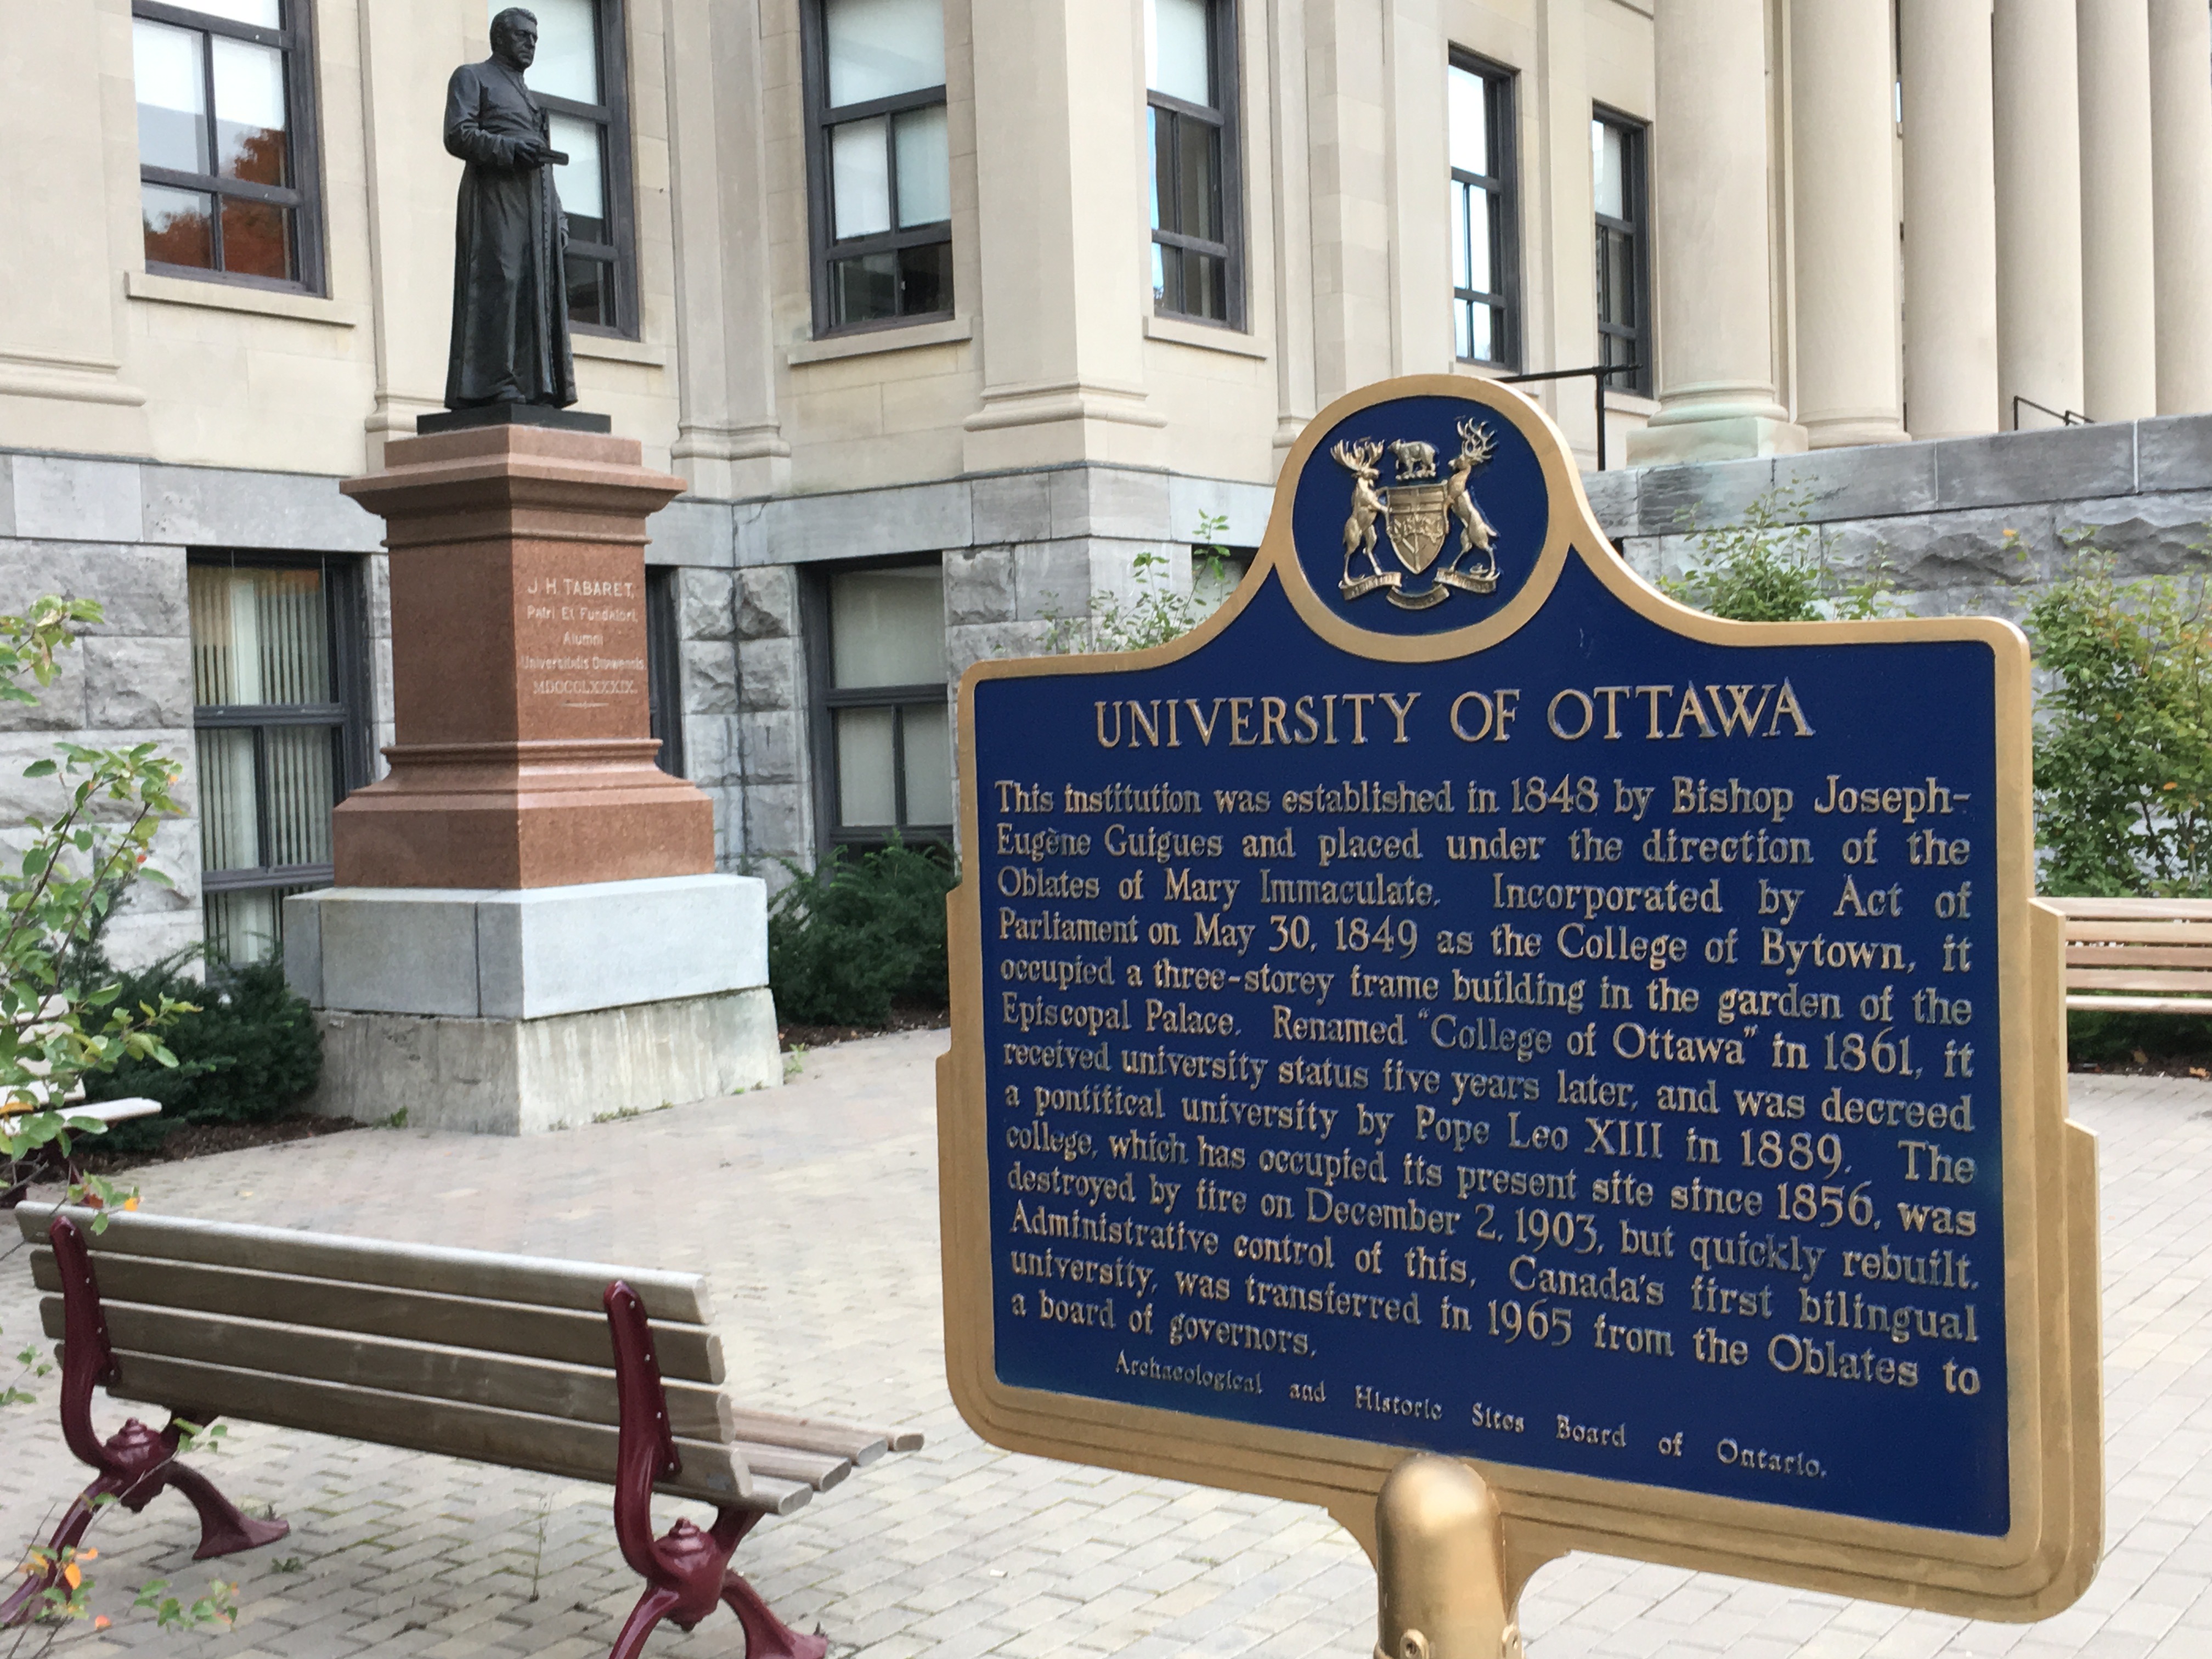 J. H. TABARET,
Patri Et Fundatori,
Alumni
Universitatis
MDCCCLXXXIX.
UNIVERSITY OF OTTAWA
This institution was established in 1848 by Bishop Joseph-
Eugène Guigues and placed under the direction of the
Oblates of Mary Immaculate. Incorporated by Act of
Parliament on May 30, 1849 as the College of Bytown, it
occupied a three-storey frame building in the garden of the
Episcopal Palace. Renamed "College of Ottawa" in 1861, it
received university status five years later, and was decreed
a pontifical university by Pope Leo XIII in 1889. The
college, which has occupied its present site since 1856, was
destroyed by fire on December 2, 1903, but quickly rebuilt.
Administrative control of this, Canada's first bilingual
university, was transferred in 1965 from the Oblates to
a board of governors.
Archaeological and Historic Sites Board of Ontario.